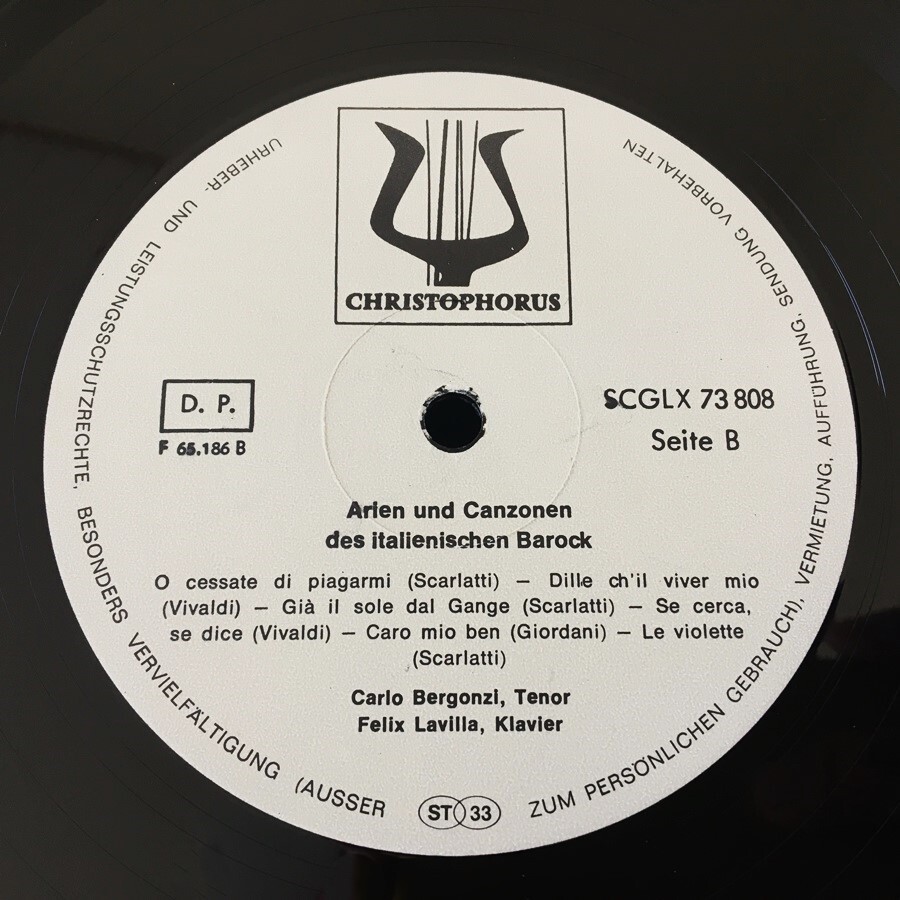 CHRISTOPHORUS
D. P.
F 65.186 B
SCGLX 73 808
Seite B
Arien und Canzonen
des italienischen Barock
O cessate di piagarmi (Scarlatti) — Dille ch'il viver mio
(Vivaldi) — Già il sole dal Gange (Scarlatti) — Se cerca,
se dice (Vivaldi) — Caro mio ben (Giordani) — Le violette
(Scarlatti)
Carlo Bergonzi, Tenor
Felix Lavilla, Klavier
URHEBER- UND LEISTUNGSSCHUTZRECHTE, BESONDERS VERVIELFÄLTIGUNG (AUSSER ZUM PERSÖNLICHEN GEBRAUCH), VERMIETUNG, AUFFÜHRUNG, SENDUNG VORBEHALTEN
ST 33